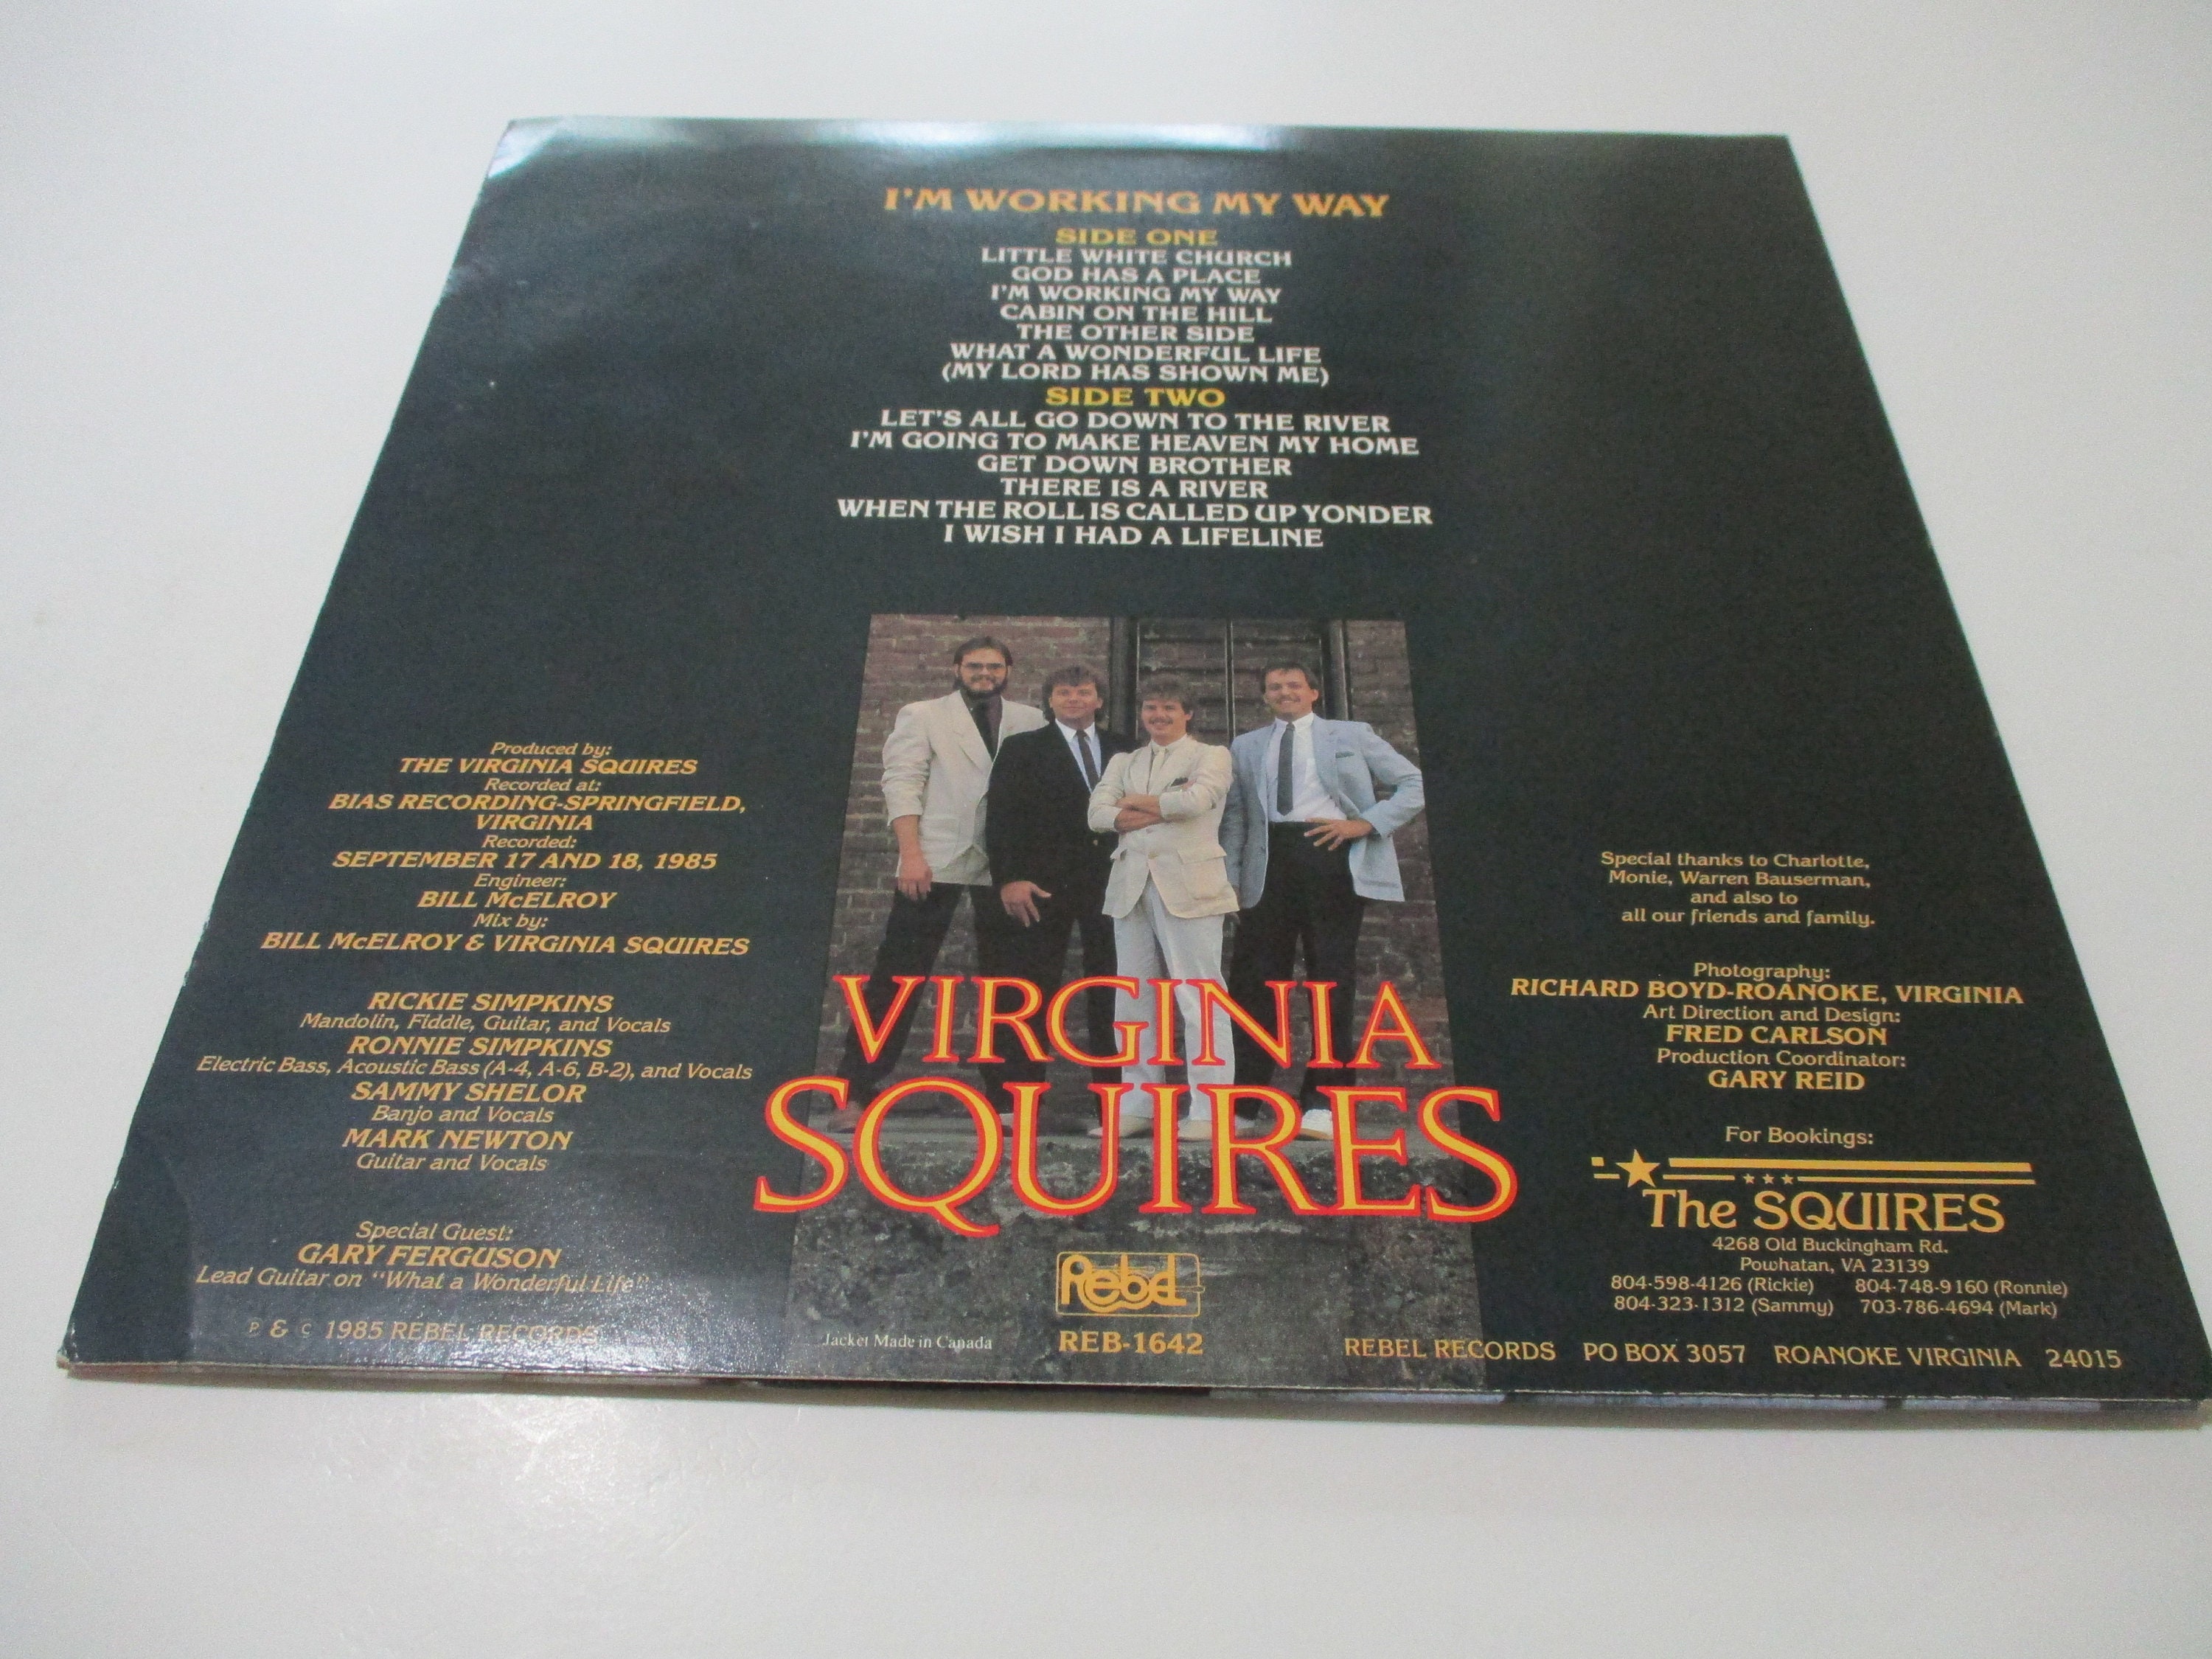 I'M WORKING MY WAY
SIDE ONE
LITTLE WHITE CHURCH
GOD HAS A PLACE
I'M WORKING MY WAY
CABIN ON THE HILL
THE OTHER SIDE
WHAT A WONDERFUL LIFE
(MY LORD HAS SHOWN ME)
SIDE TWO
LET'S ALL GO DOWN TO THE RIVER
I'M GOING TO MAKE HEAVEN MY HOME
GET DOWN BROTHER
THERE IS A RIVER
WHEN THE ROLL IS CALLED UP YONDER
I WISH I HAD A LIFELINE
Produced by:
THE VIRGINIA SQUIRES
Recorded at:
BIAS RECORDING-SPRINGFIELD,
VIRGINIA
Recorded:
SEPTEMBER 17 AND 18, 1985
Engineer:
BILL McELROY
Mix by:
BILL McELROY & VIRGINIA SQUIRES
RICKIE SIMPKINS
Mandolin, Fiddle, Guitar, and Vocals
RONNIE SIMPKINS
Electric Bass, Acoustic Bass (A-4, A-6, B-2), and Vocals
SAMMY SHELOR
Banjo and Vocals
MARK NEWTON
Guitar and Vocals
Special Guest:
GARY FERGUSON
Lead Guitar on "What a Wonderful Life"
P & C 1985 REBEL RECORDS
VIRGINIA
SQUIRES
Rebel
Jacket Made in Canada
REB-1642
Special thanks to Charlotte,
Monie, Warren Bauserman,
and also to
all our friends and family.
Photography:
RICHARD BOYD-ROANOKE, VIRGINIA
Art Direction and Design:
FRED CARLSON
Production Coordinator:
GARY REID
For Bookings:
The SQUIRES
4268 Old Buckingham Rd.
Powhatan, VA 23139
804-598-4126 (Rickie) 804-748-9160 (Ronnie)
804-323-1312 (Sammy) 703-786-4694 (Mark)
REBEL RECORDS PO BOX 3057 ROANOKE VIRGINIA 24015